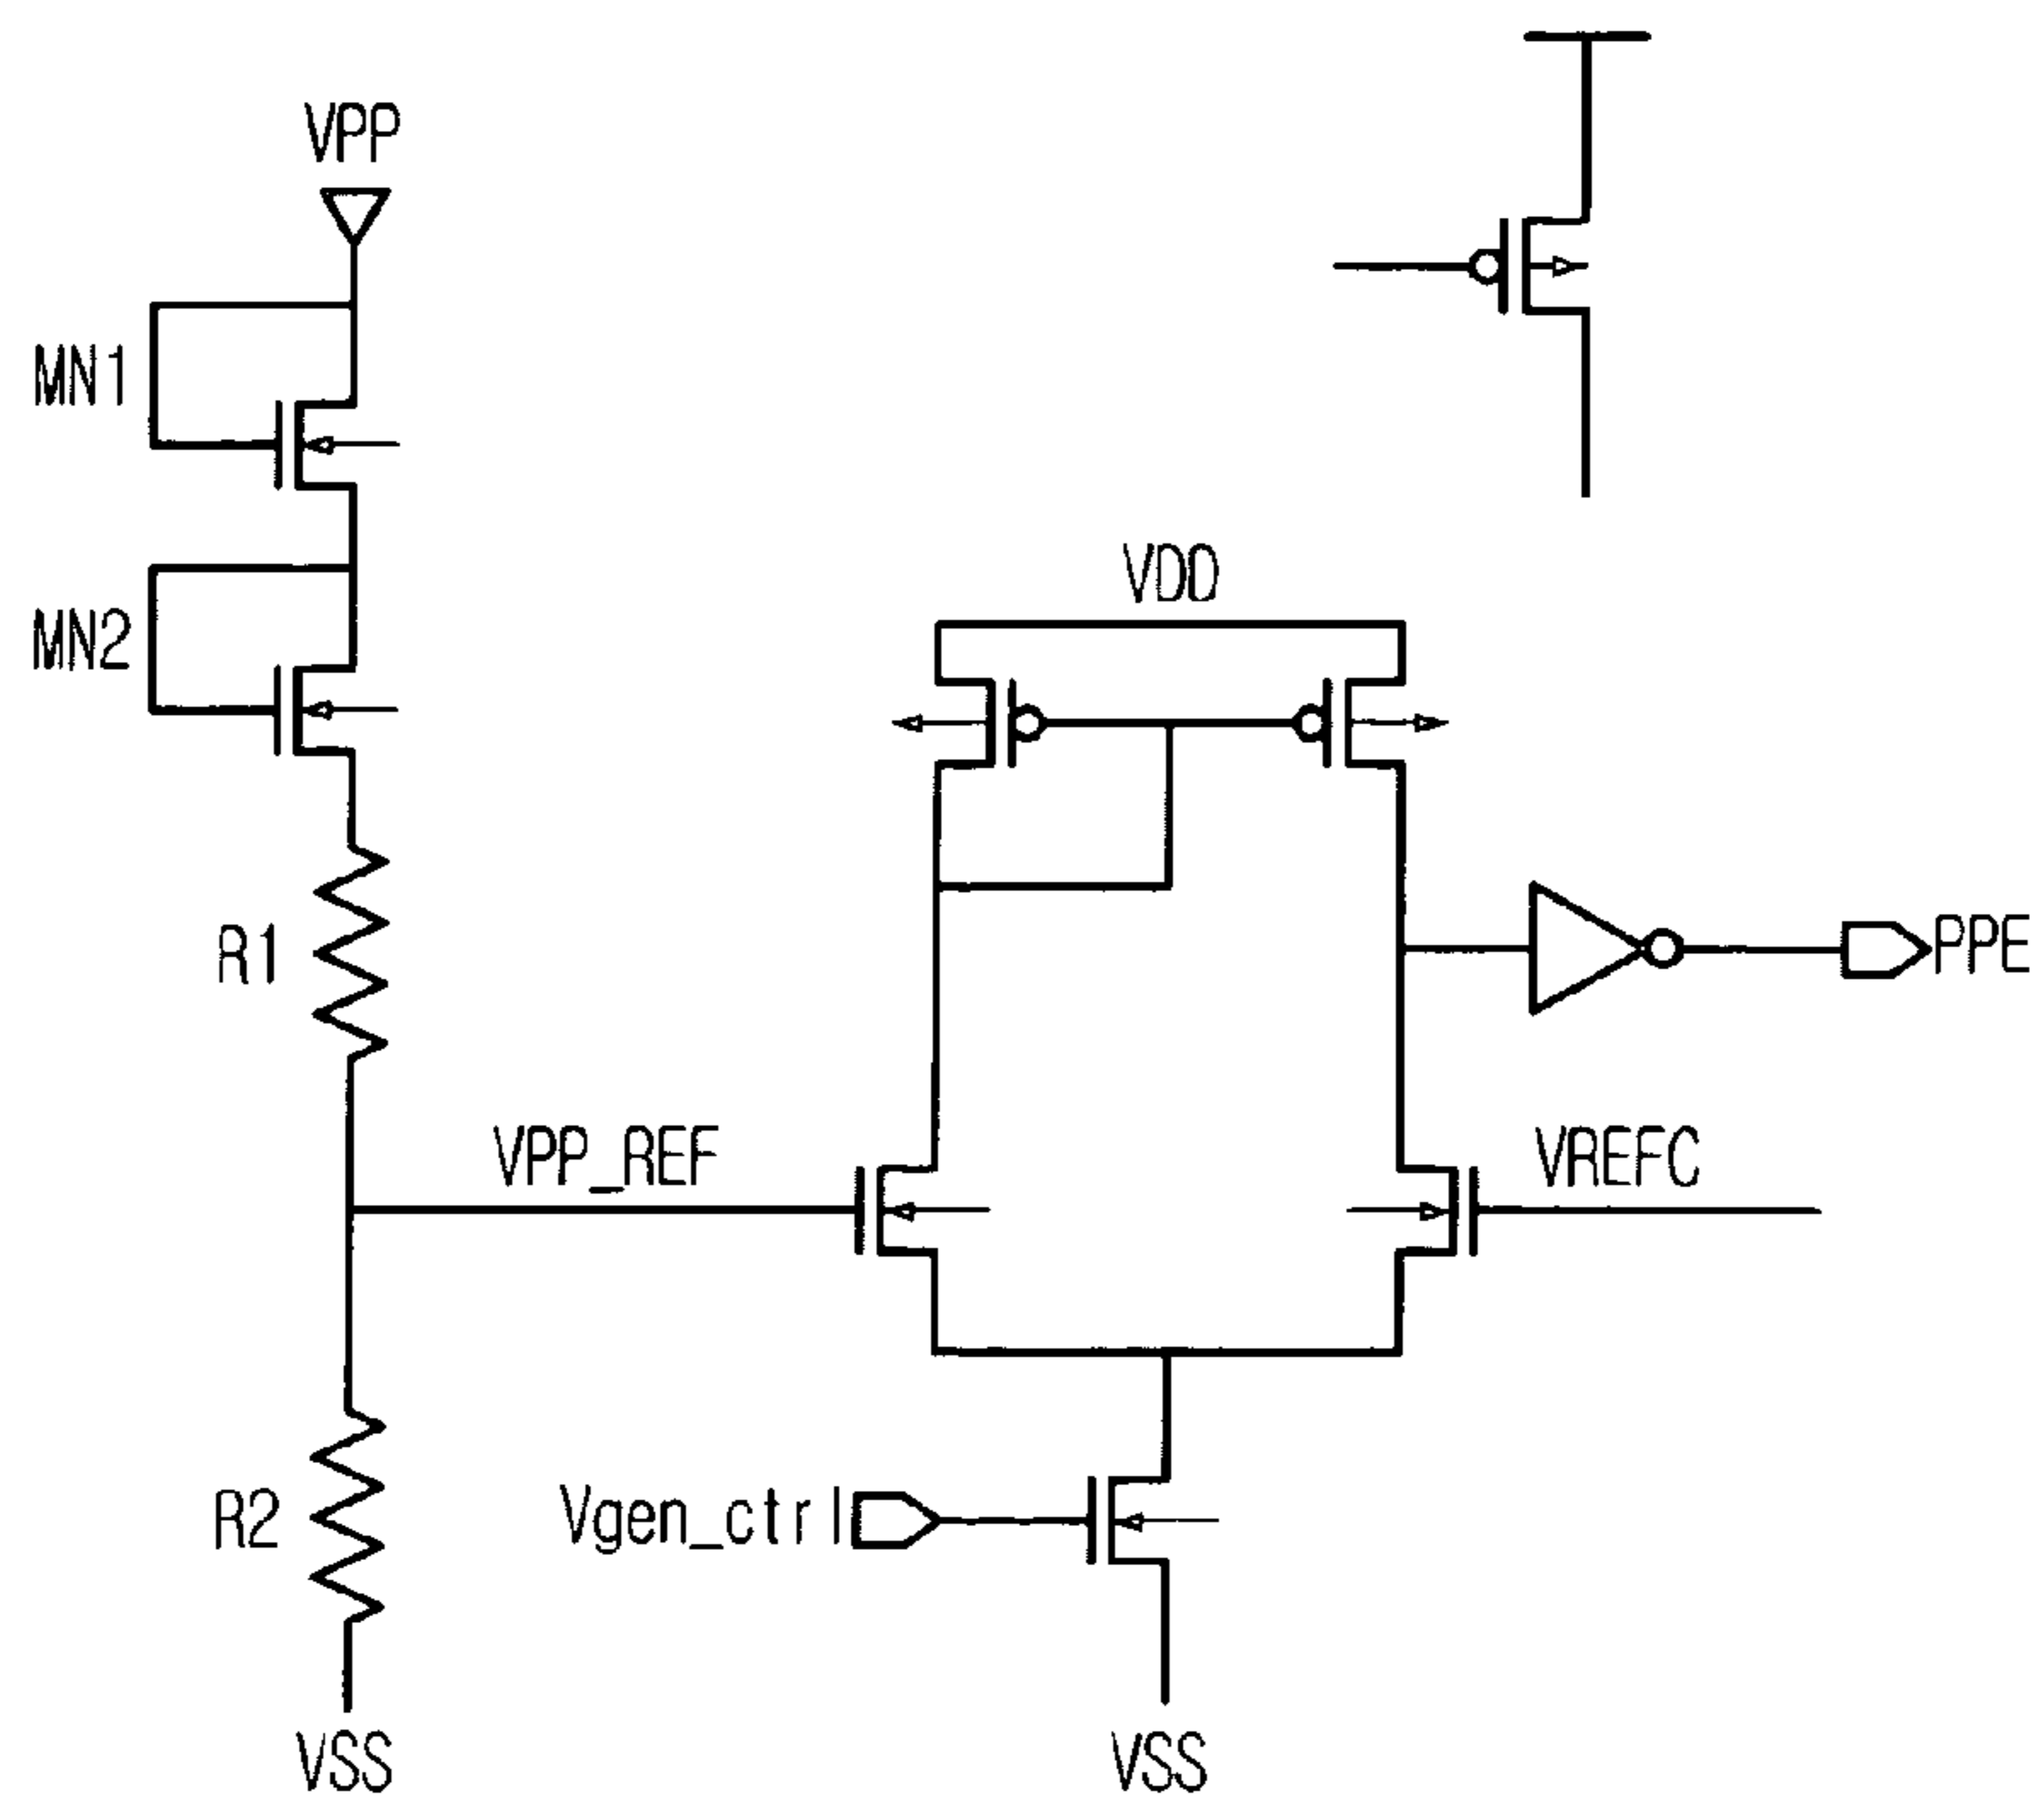 VPP
MN1
VDD
MN2
R1
PPE
VPP_REF
VREFC
R2
Vgen_ctrl
VSS
VSS